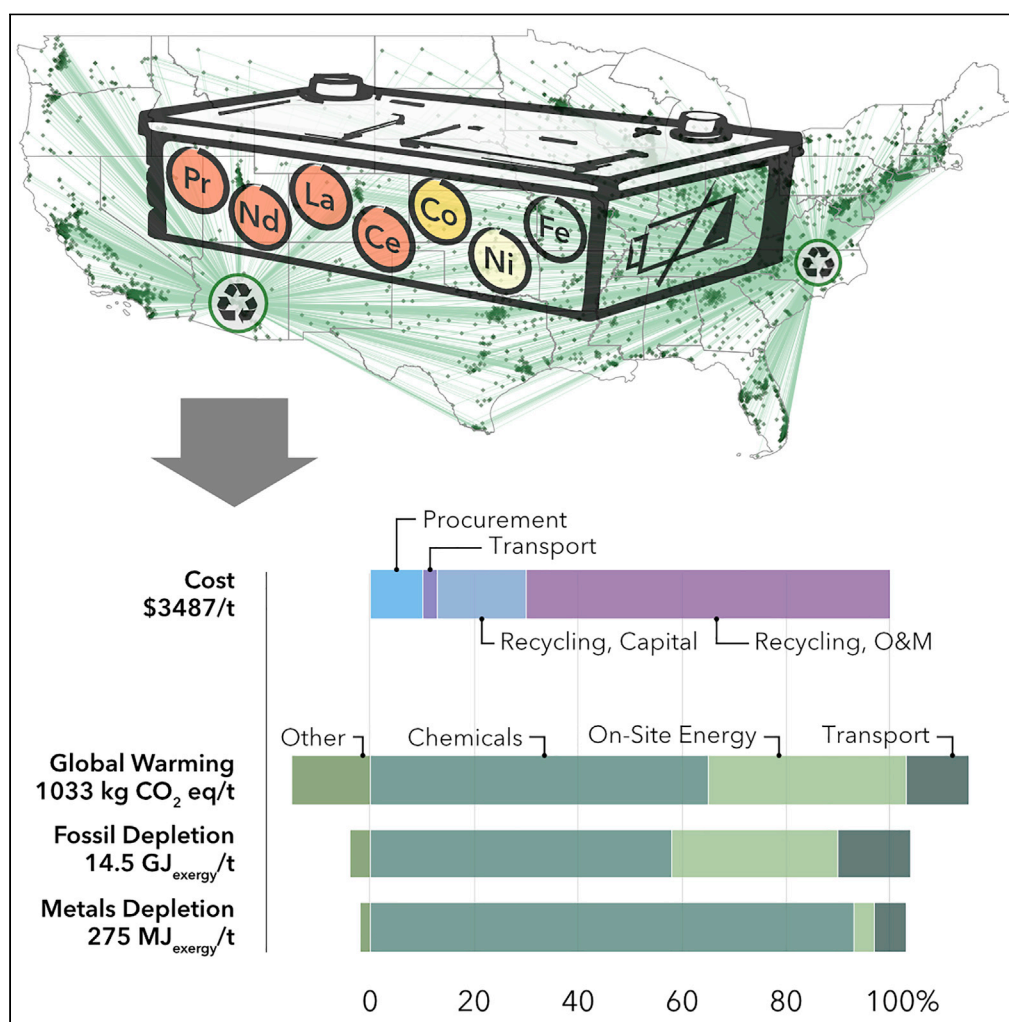 Pr
Nd
La
Ce
Co
Ni
Fe
Procurement
Transport
Cost
$3487/t
Recycling, Capital
Recycling, O&M
Other
Chemicals
On-Site Energy
Transport
Global Warming
1033 kg CO₂ eq/t
Fossil Depletion
14.5 GJexergy/t
Metals Depletion
275 MJexergy/t
0 20 40 60 80 100%